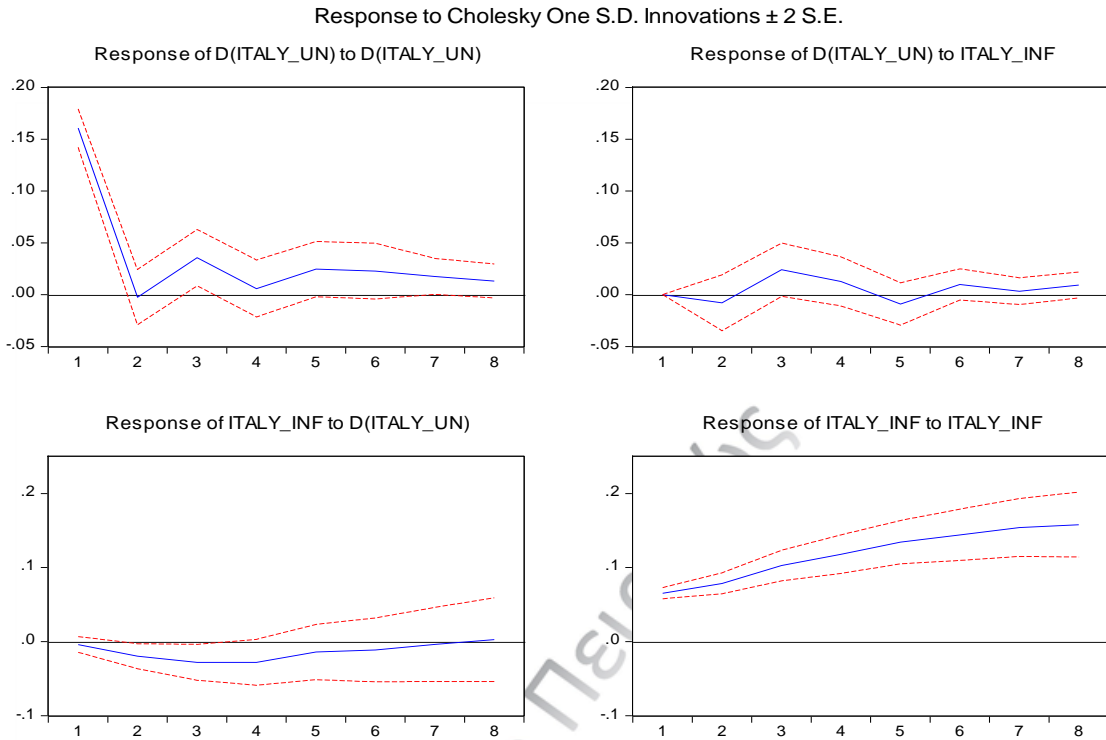 Response to Cholesky One S.D. Innovations ± 2 S.E.
Response of D(ITALY_UN) to D(ITALY_UN)
.20
.15
.10
.05
.00
-.05
1 2 3 4 5 6 7 8
Response of D(ITALY_UN) to ITALY_INF
.20
.15
.10
.05
.00
-.05
1 2 3 4 5 6 7 8
Response of ITALY_INF to D(ITALY_UN)
.2
.1
.0
-.1
1 2 3 4 5 6 7 8
Response of ITALY_INF to ITALY_INF
.2
.1
.0
-.1
1 2 3 4 5 6 7 8